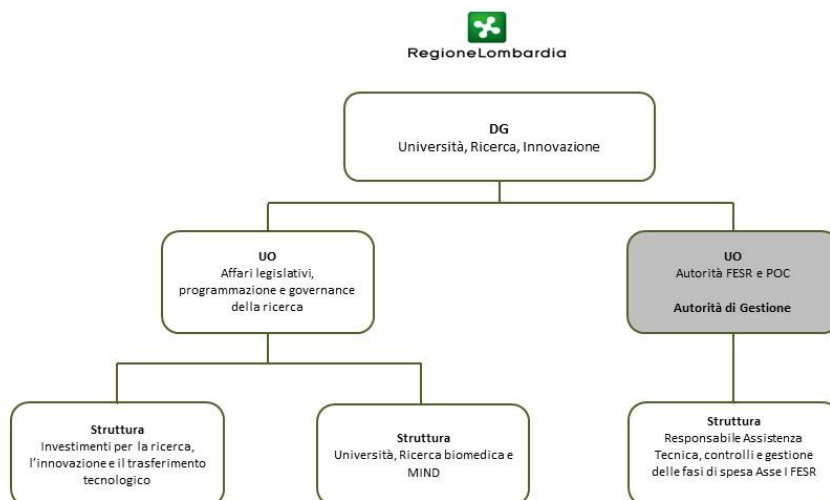 RegioneLombardia
DG
Università, Ricerca, Innovazione
UO
Affari legislativi,
programmazione e governance
della ricerca
UO
Autorità FESR e POC
Autorità di Gestione
Struttura
Investimenti per la ricerca,
l'innovazione e il trasferimento
tecnologico
Struttura
Università, Ricerca biomedica e
MIND
Struttura
Responsabile Assistenza
Tecnica, controlli e gestione
delle fasi di spesa Asse I FESR